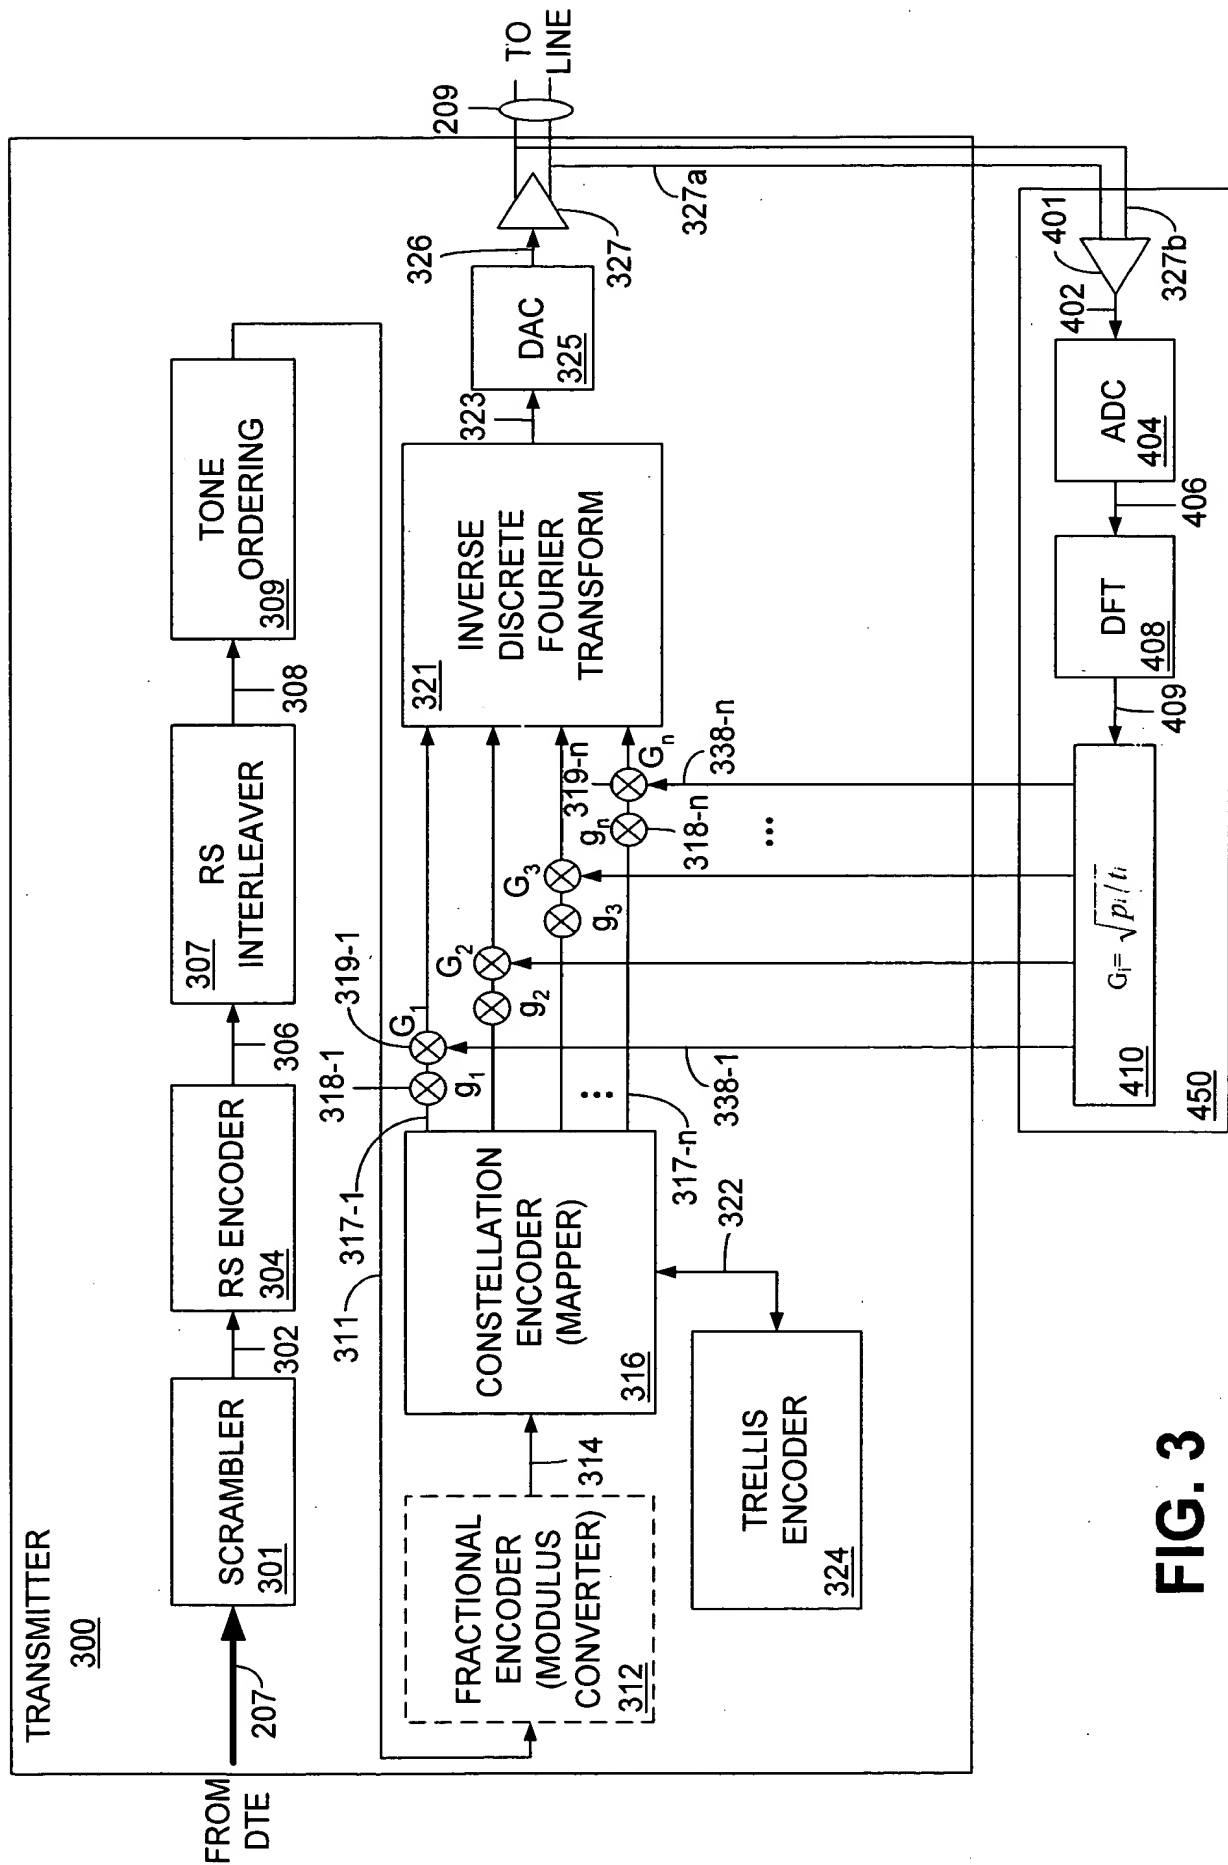 TRANSMITTER
300
FROM
DTE
207
SCRAMBLER
301
302
RS ENCODER
304
306
RS
INTERLEAVER
307
308
TONE
ORDERING
309
311
FRACTIONAL
ENCODER
(MODULUS
CONVERTER)
312
314
CONSTELLATION
ENCODER
(MAPPER)
316
322
TRELLIS
ENCODER
324
317-1
317-n
318-1
319-1
g1
G1
g2
G2
g3
G3
gn
Gn
318-n
319-n
338-1
338-n
...
...
INVERSE
DISCRETE
FOURIER
TRANSFORM
321
323
DAC
325
326
327
209
TO
LINE
327a
327b
401
402
ADC
404
406
DFT
408
409
Gi= √pi/ti
410
450
FIG. 3